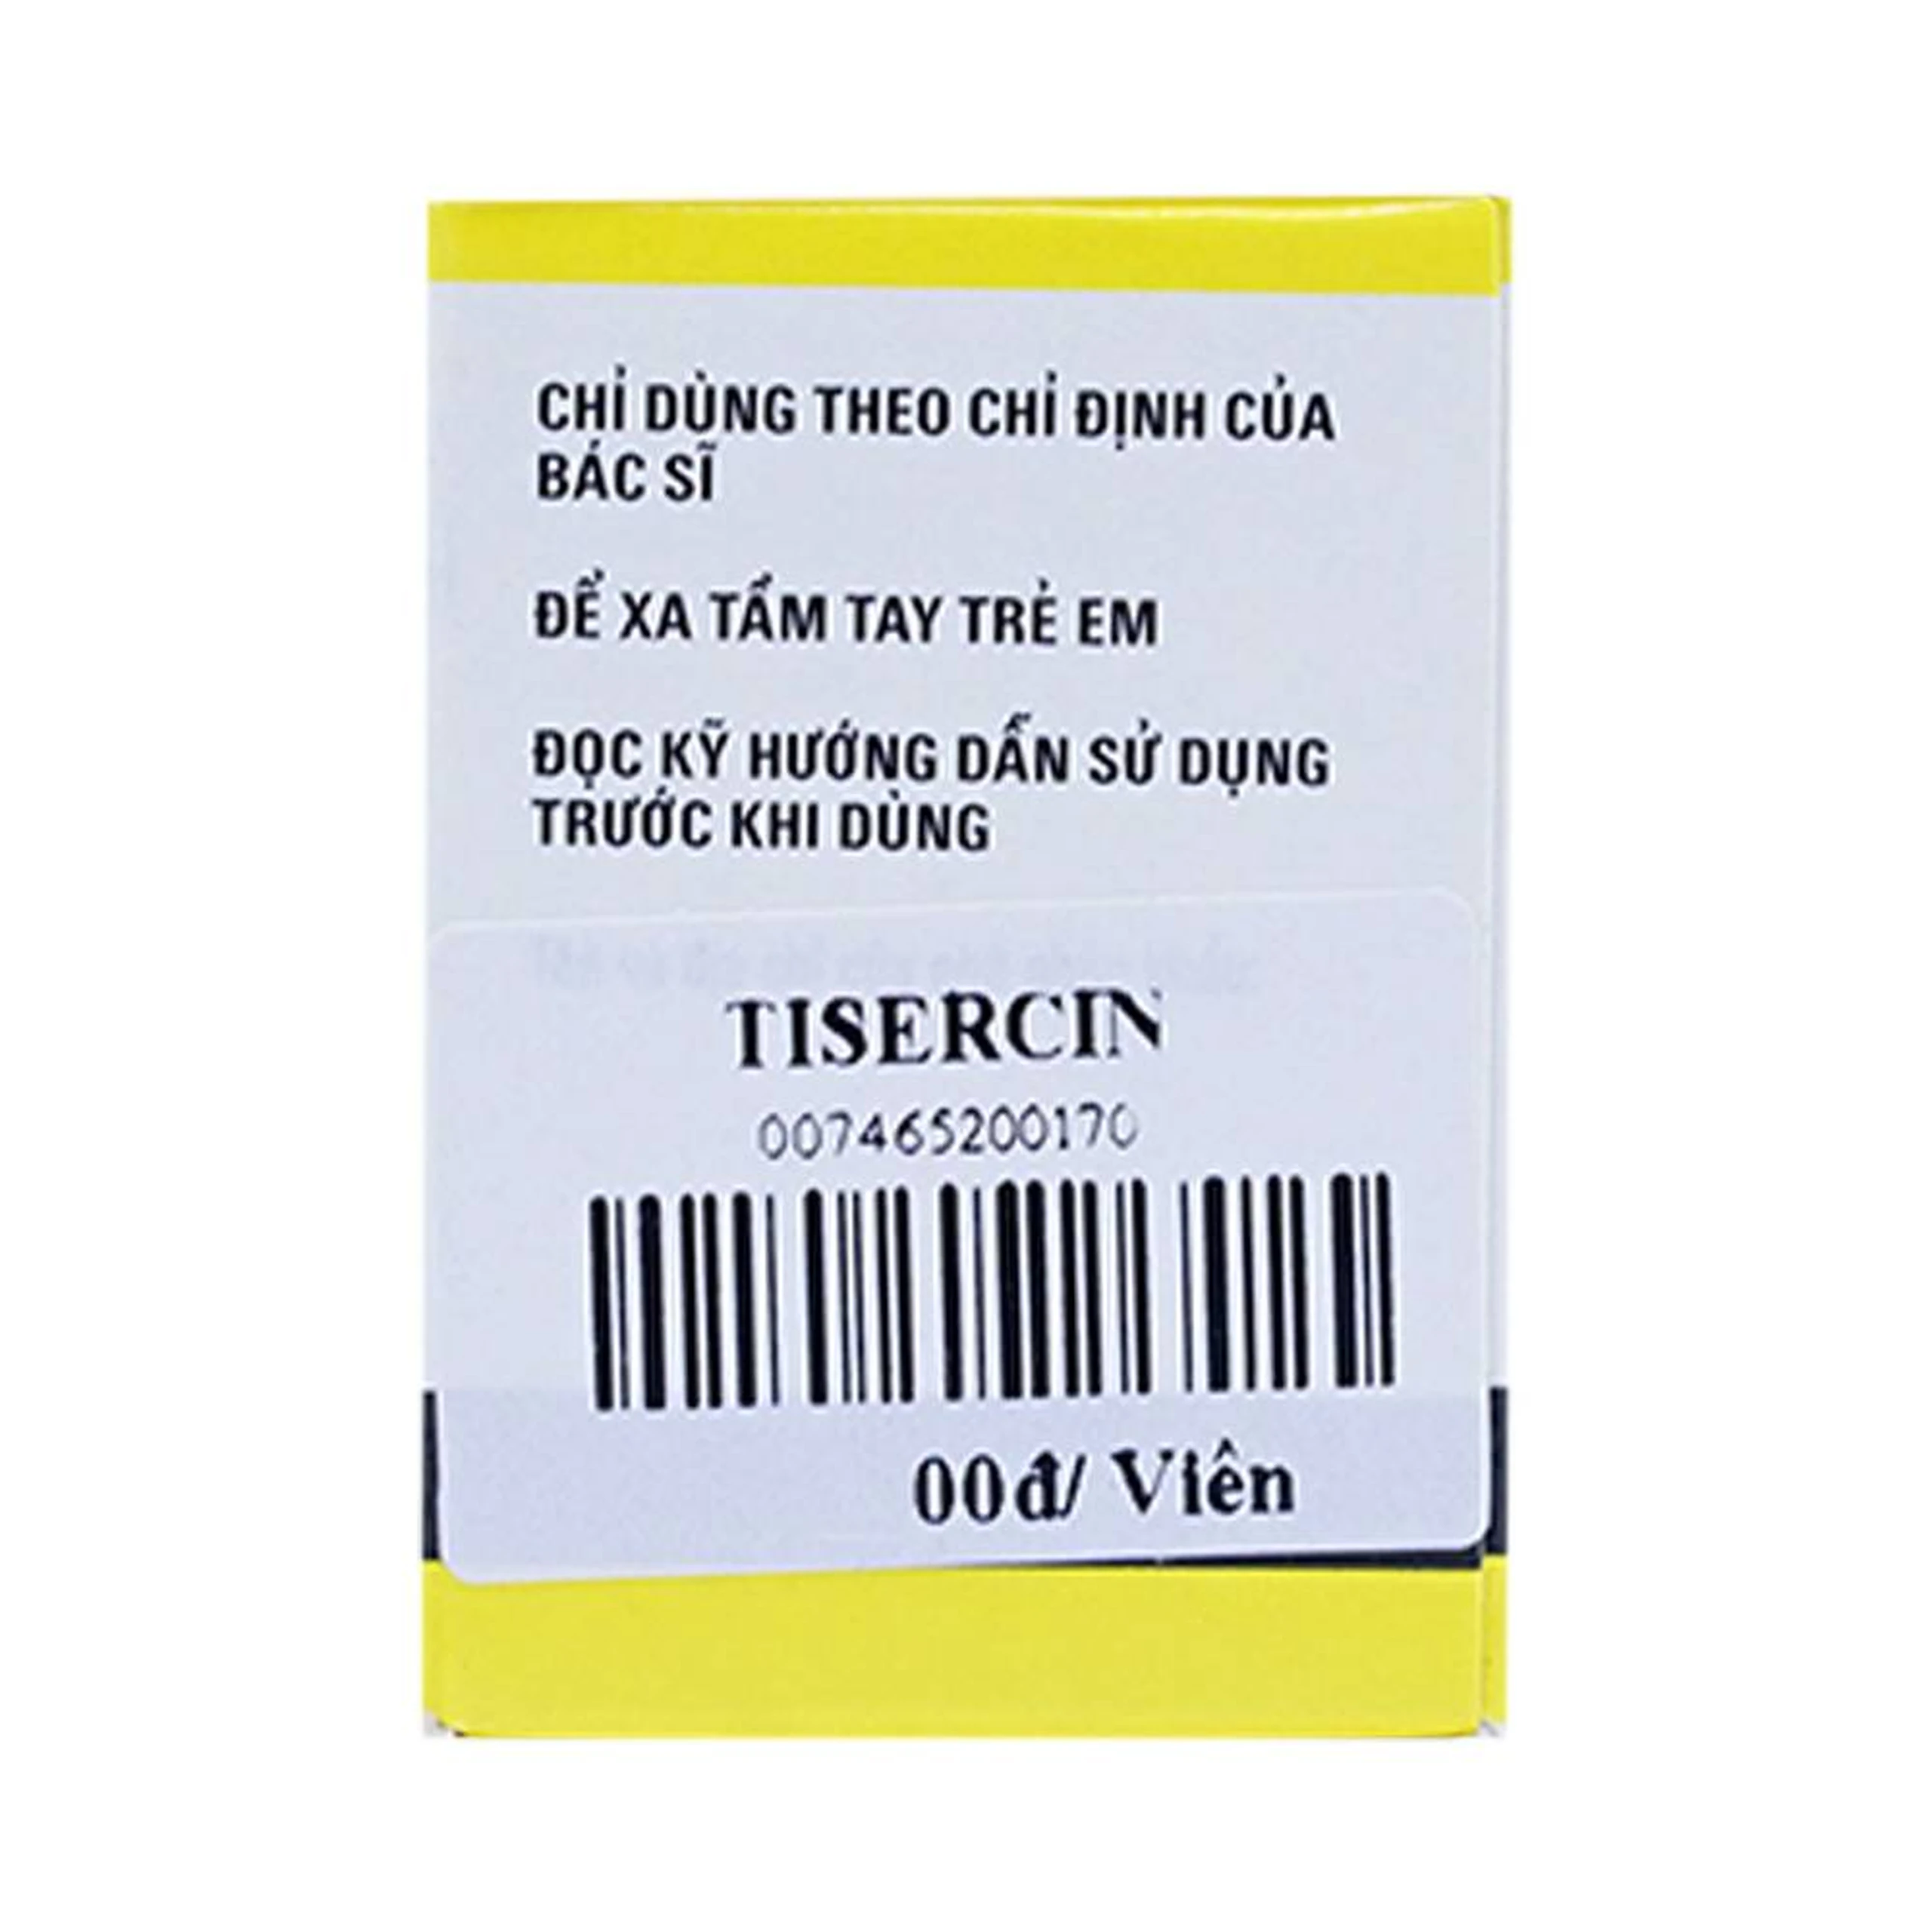 CHỈ DÙNG THEO CHỈ ĐỊNH CỦA
BÁC SĨ
ĐỂ XA TẦM TAY TRẺ EM
ĐỌC KỸ HƯỚNG DẪN SỬ DỤNG
TRƯỚC KHI DÙNG
TISERCIN
007465200170
00đ/ Viên